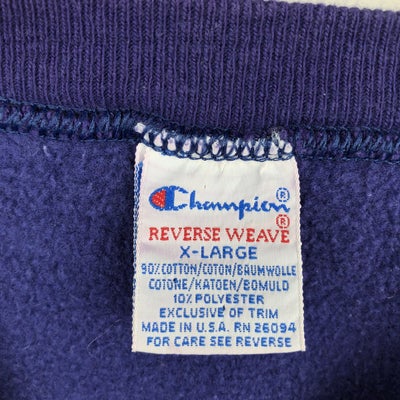 Champion®
REVERSE WEAVE®
X-LARGE
90% COTTON/COTON/BAUMWOLLE
COTONE/KATOEN/BOMULD
10% POLYESTER
EXCLUSIVE OF TRIM
MADE IN U.S.A. RN 26094
FOR CARE SEE REVERSE